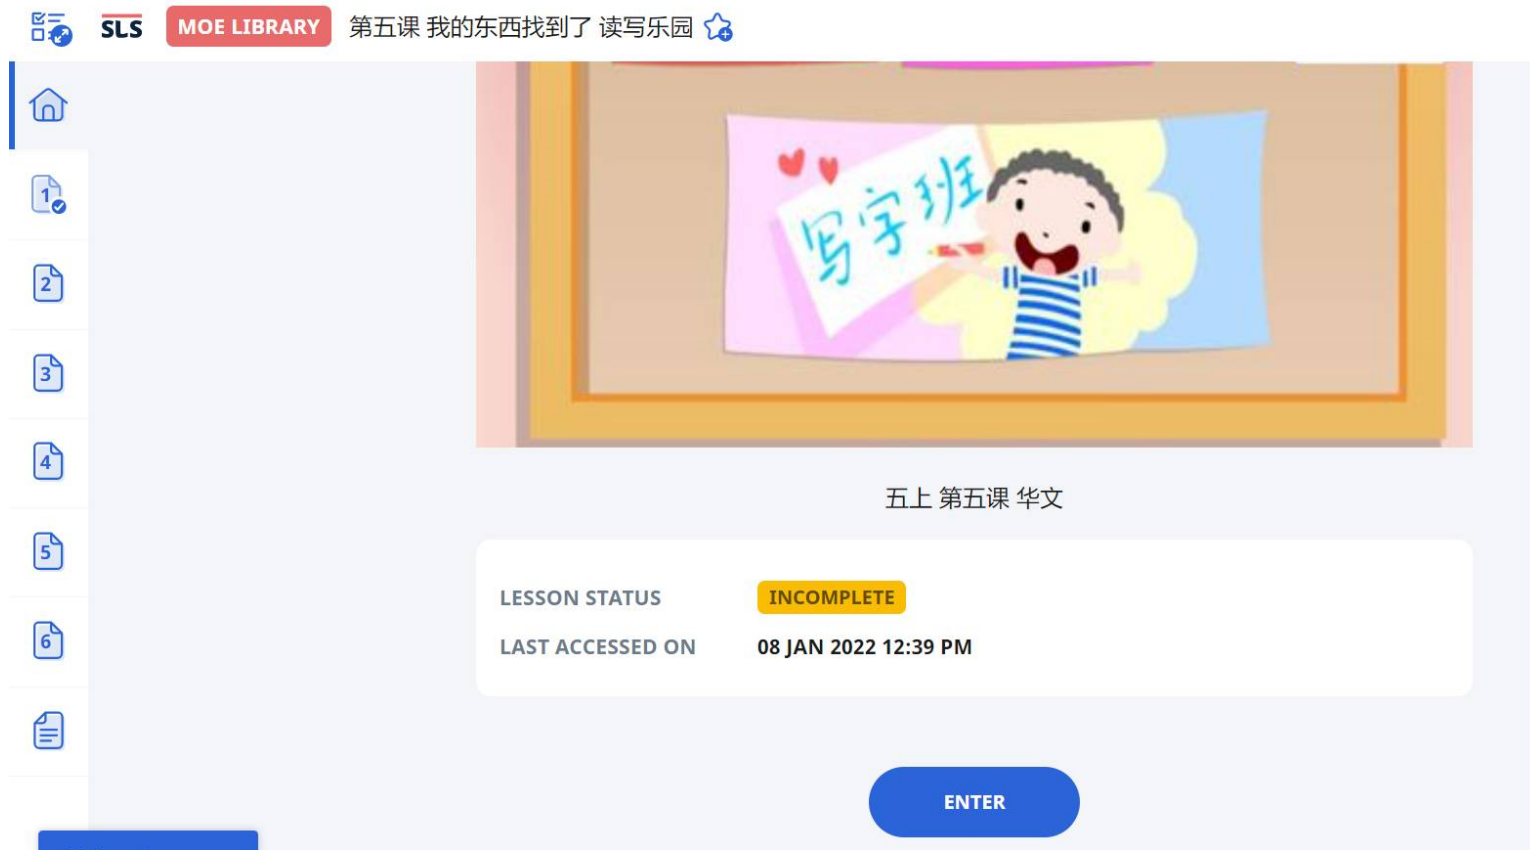 SLS MOE LIBRARY 第五课 我的东西找到了 读写乐园
1
2
3
4
5
6
写字班
五上 第五课 华文
LESSON STATUS INCOMPLETE
LAST ACCESSED ON 08 JAN 2022 12:39 PM
ENTER